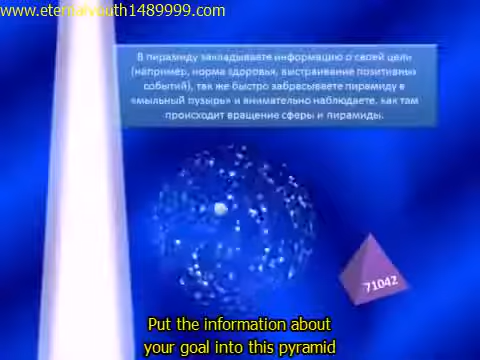 www.eternalyouth1489999.com
В пирамиду закладываете информацию о своей цели
(например, норма здоровья, выстраивание позитивных
событий), так же быстро забрасываете пирамиду в
«мыльный пузырь» и внимательно наблюдаете, как там
происходит вращение сферы и пирамиды.
71042
Put the information about
your goal into this pyramid